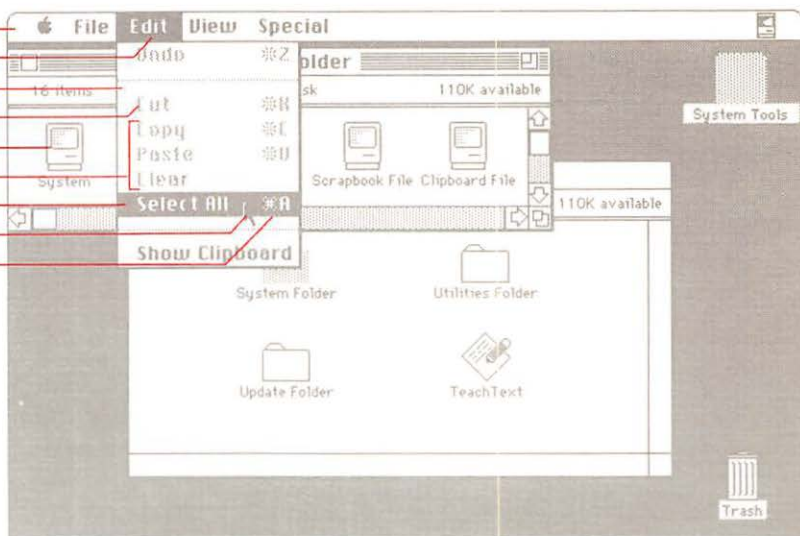 File Edit View Special
Undo ⌘Z
Cut ⌘X
Copy ⌘C
Paste ⌘V
Clear
Select All ⌘A
Show Clipboard
older
16 items
sk
110K available
System
Scrapbook File
Clipboard File
System Tools
110K available
System Folder
Utilities Folder
Update Folder
TeachText
Trash